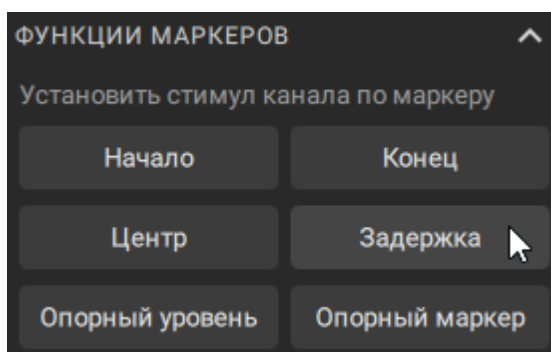 ФУНКЦИИ МАРКЕРОВ
Установить стимул канала по маркеру
Начало Конец
Центр Задержка
Опорный уровень Опорный маркер